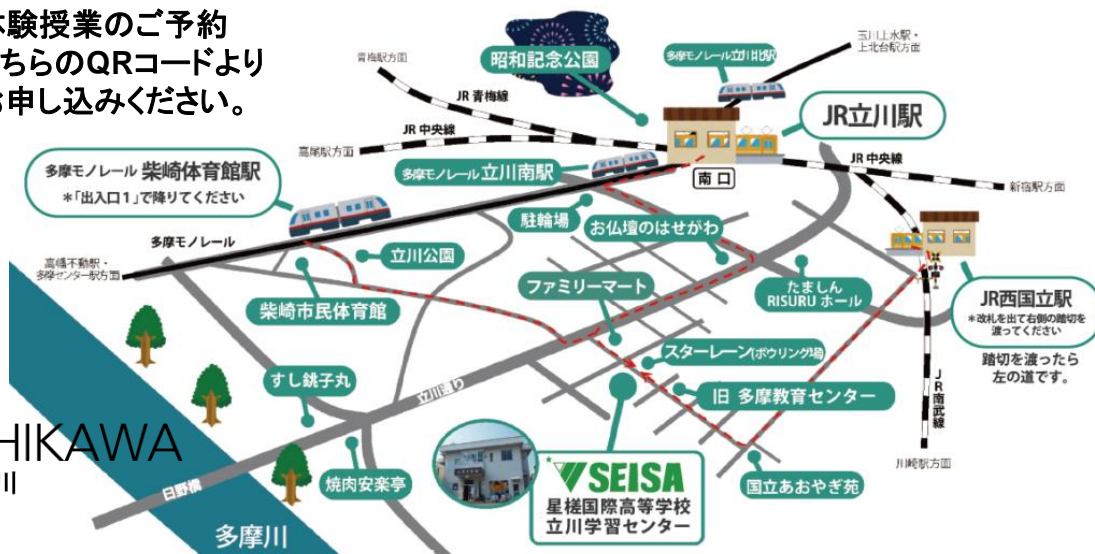 体験授業のご予約
ちらのQRコードより
お申し込みください。
青梅駅方面
昭和記念公園
多摩モノレール 立川北駅
玉川上水駅・
上北台駅方面
JR 青梅線
JR 中央線
高尾駅方面
JR立川駅
JR 中央線
新宿駅方面
南口
多摩モノレール 立川南駅
多摩モノレール 柴崎体育館駅
＊「出入口1」で降りてください
多摩モノレール
高幡不動駅・
多摩センター駅方面
駐輪場
お仏壇のはせがわ
立川公園
柴崎市民体育館
ファミリーマート
たましん
RISURU ホール
JR西国立駅
＊改札を出て右側の踏切を
渡ってください
踏切を渡ったら
左の道です。
スターレーン(ボウリング場)
旧 多摩教育センター
JR南武線
川崎駅方面
すし銚子丸
立川通り
HIKAWA
川
日野橋
焼肉安楽亭
多摩川
SEISA
星槎国際高等学校
立川学習センター
国立あおやぎ苑